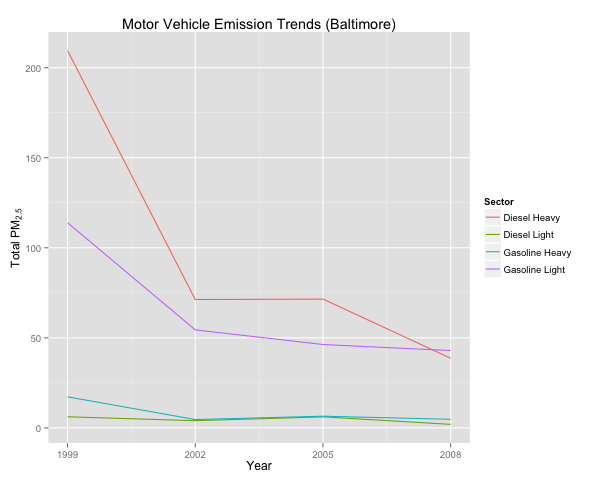 Motor Vehicle Emission Trends (Baltimore)
200
150
100
50
0
Total PM2.5
1999 2002 2005 2008
Year
Sector
Diesel Heavy
Diesel Light
Gasoline Heavy
Gasoline Light